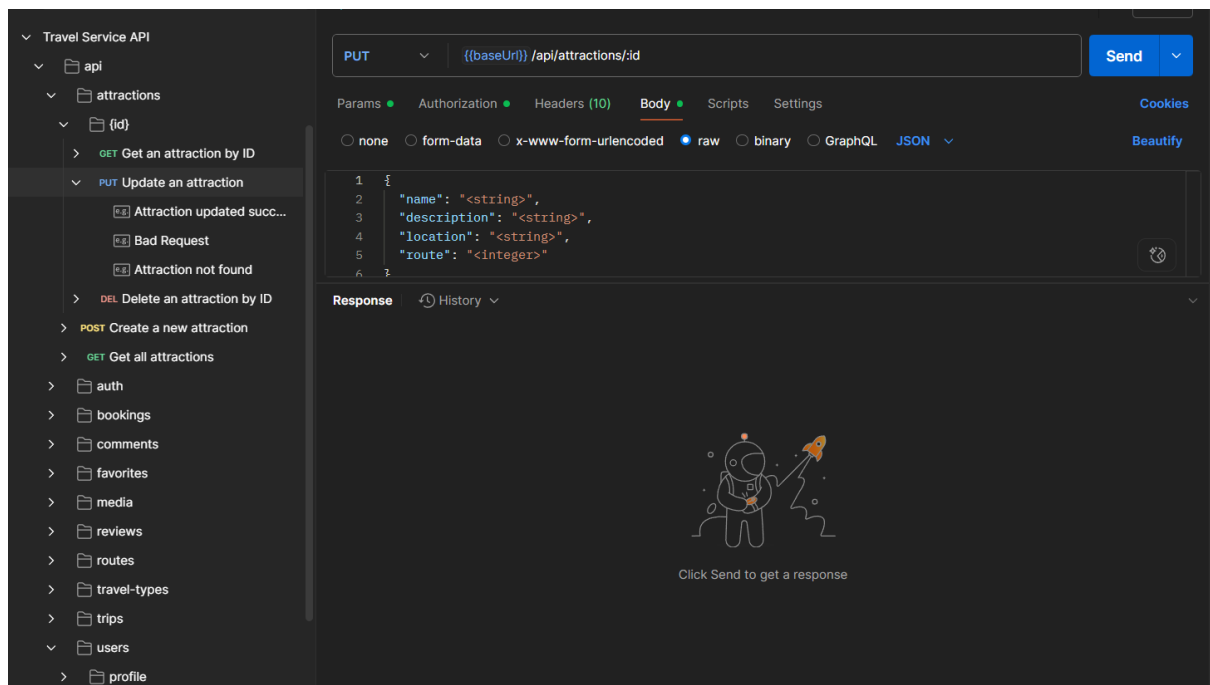 Travel Service API
api
attractions
{id}
GET Get an attraction by ID
PUT Update an attraction
e.g. Attraction updated succ...
e.g. Bad Request
e.g. Attraction not found
DEL Delete an attraction by ID
POST Create a new attraction
GET Get all attractions
auth
bookings
comments
favorites
media
reviews
routes
travel-types
trips
users
profile
PUT {{baseUrl}} /api/attractions/:id Send
Params Authorization Headers (10) Body Scripts Settings Cookies
none form-data x-www-form-urlencoded raw binary GraphQL JSON Beautify
1 {
2 "name": "<string>",
3 "description": "<string>",
4 "location": "<string>",
5 "route": "<integer>"
6 }
Response History
Click Send to get a response